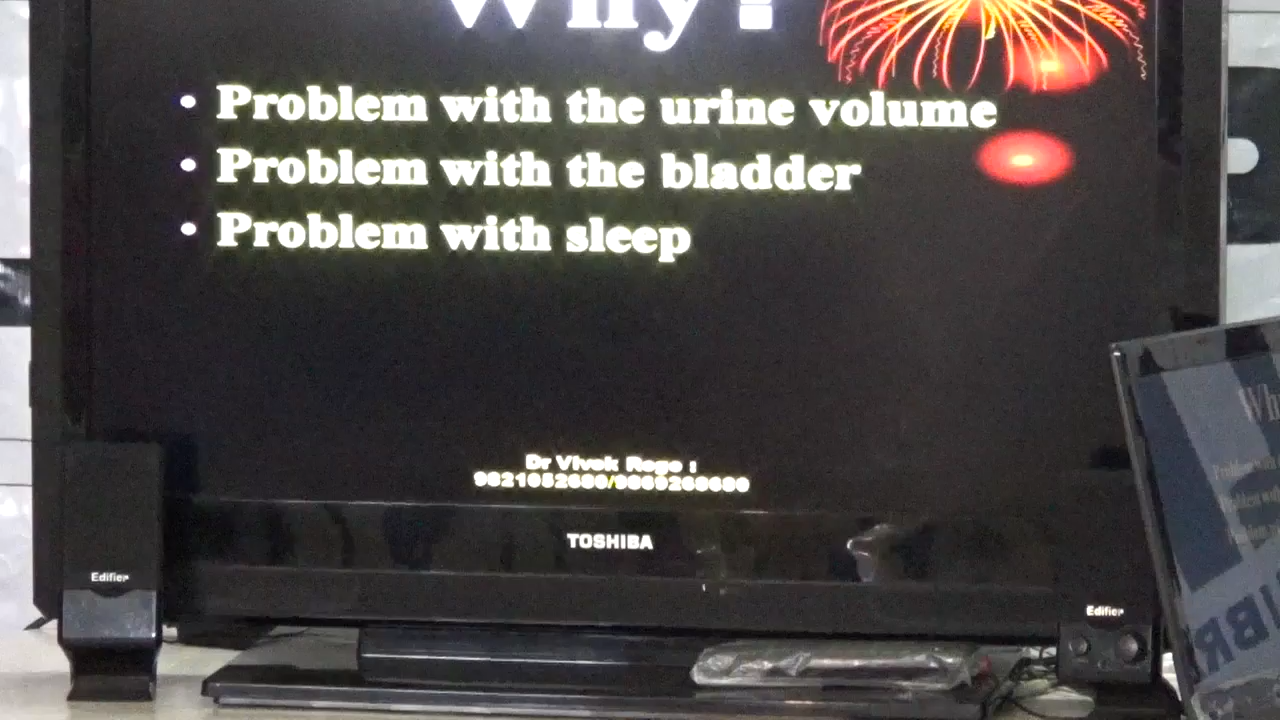 Why?
• Problem with the urine volume
• Problem with the bladder
• Problem with sleep
Dr Vivek Rege :
TOSHIBA
Edifier
Edifier